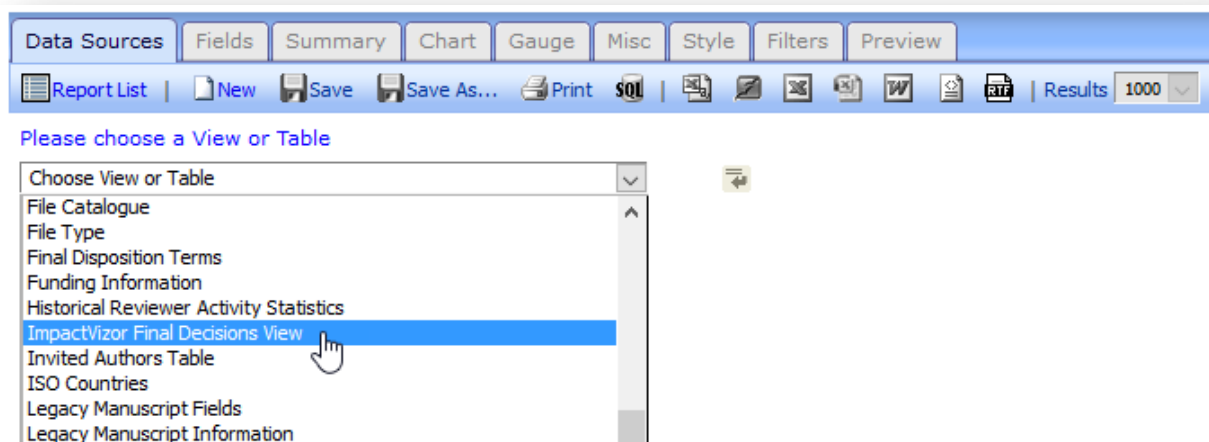 Data Sources Fields Summary Chart Gauge Misc Style Filters Preview
Report List | New Save Save As... Print SQL | RTF | Results 1000
Please choose a View or Table
Choose View or Table
File Catalogue
File Type
Final Disposition Terms
Funding Information
Historical Reviewer Activity Statistics
ImpactVizor Final Decisions View
Invited Authors Table
ISO Countries
Legacy Manuscript Fields
Legacy Manuscript Information